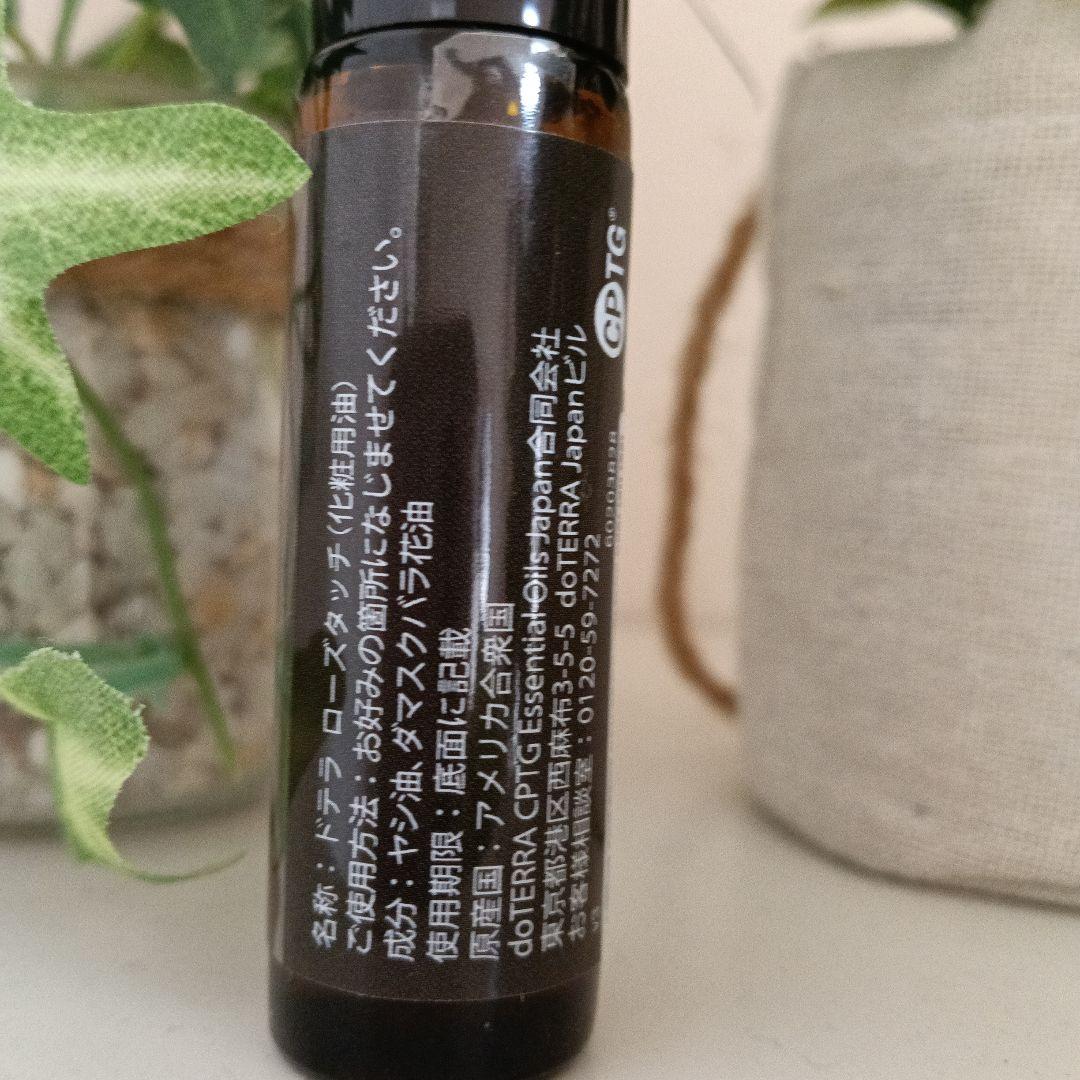 名称：ドテラ ローズタッチ（化粧用油）
ご使用方法：お好みの箇所になじませてください。
成分：ヤシ油、ダマスクバラ花油
使用期限：底面に記載
原産国：アメリカ合衆国
doTERRA CPTG Essential Oils Japan合同会社
東京都港区西麻布3-5-5 doTERRA Japanビル
お客様相談室：0120-59-7272
60203898
CPTG®